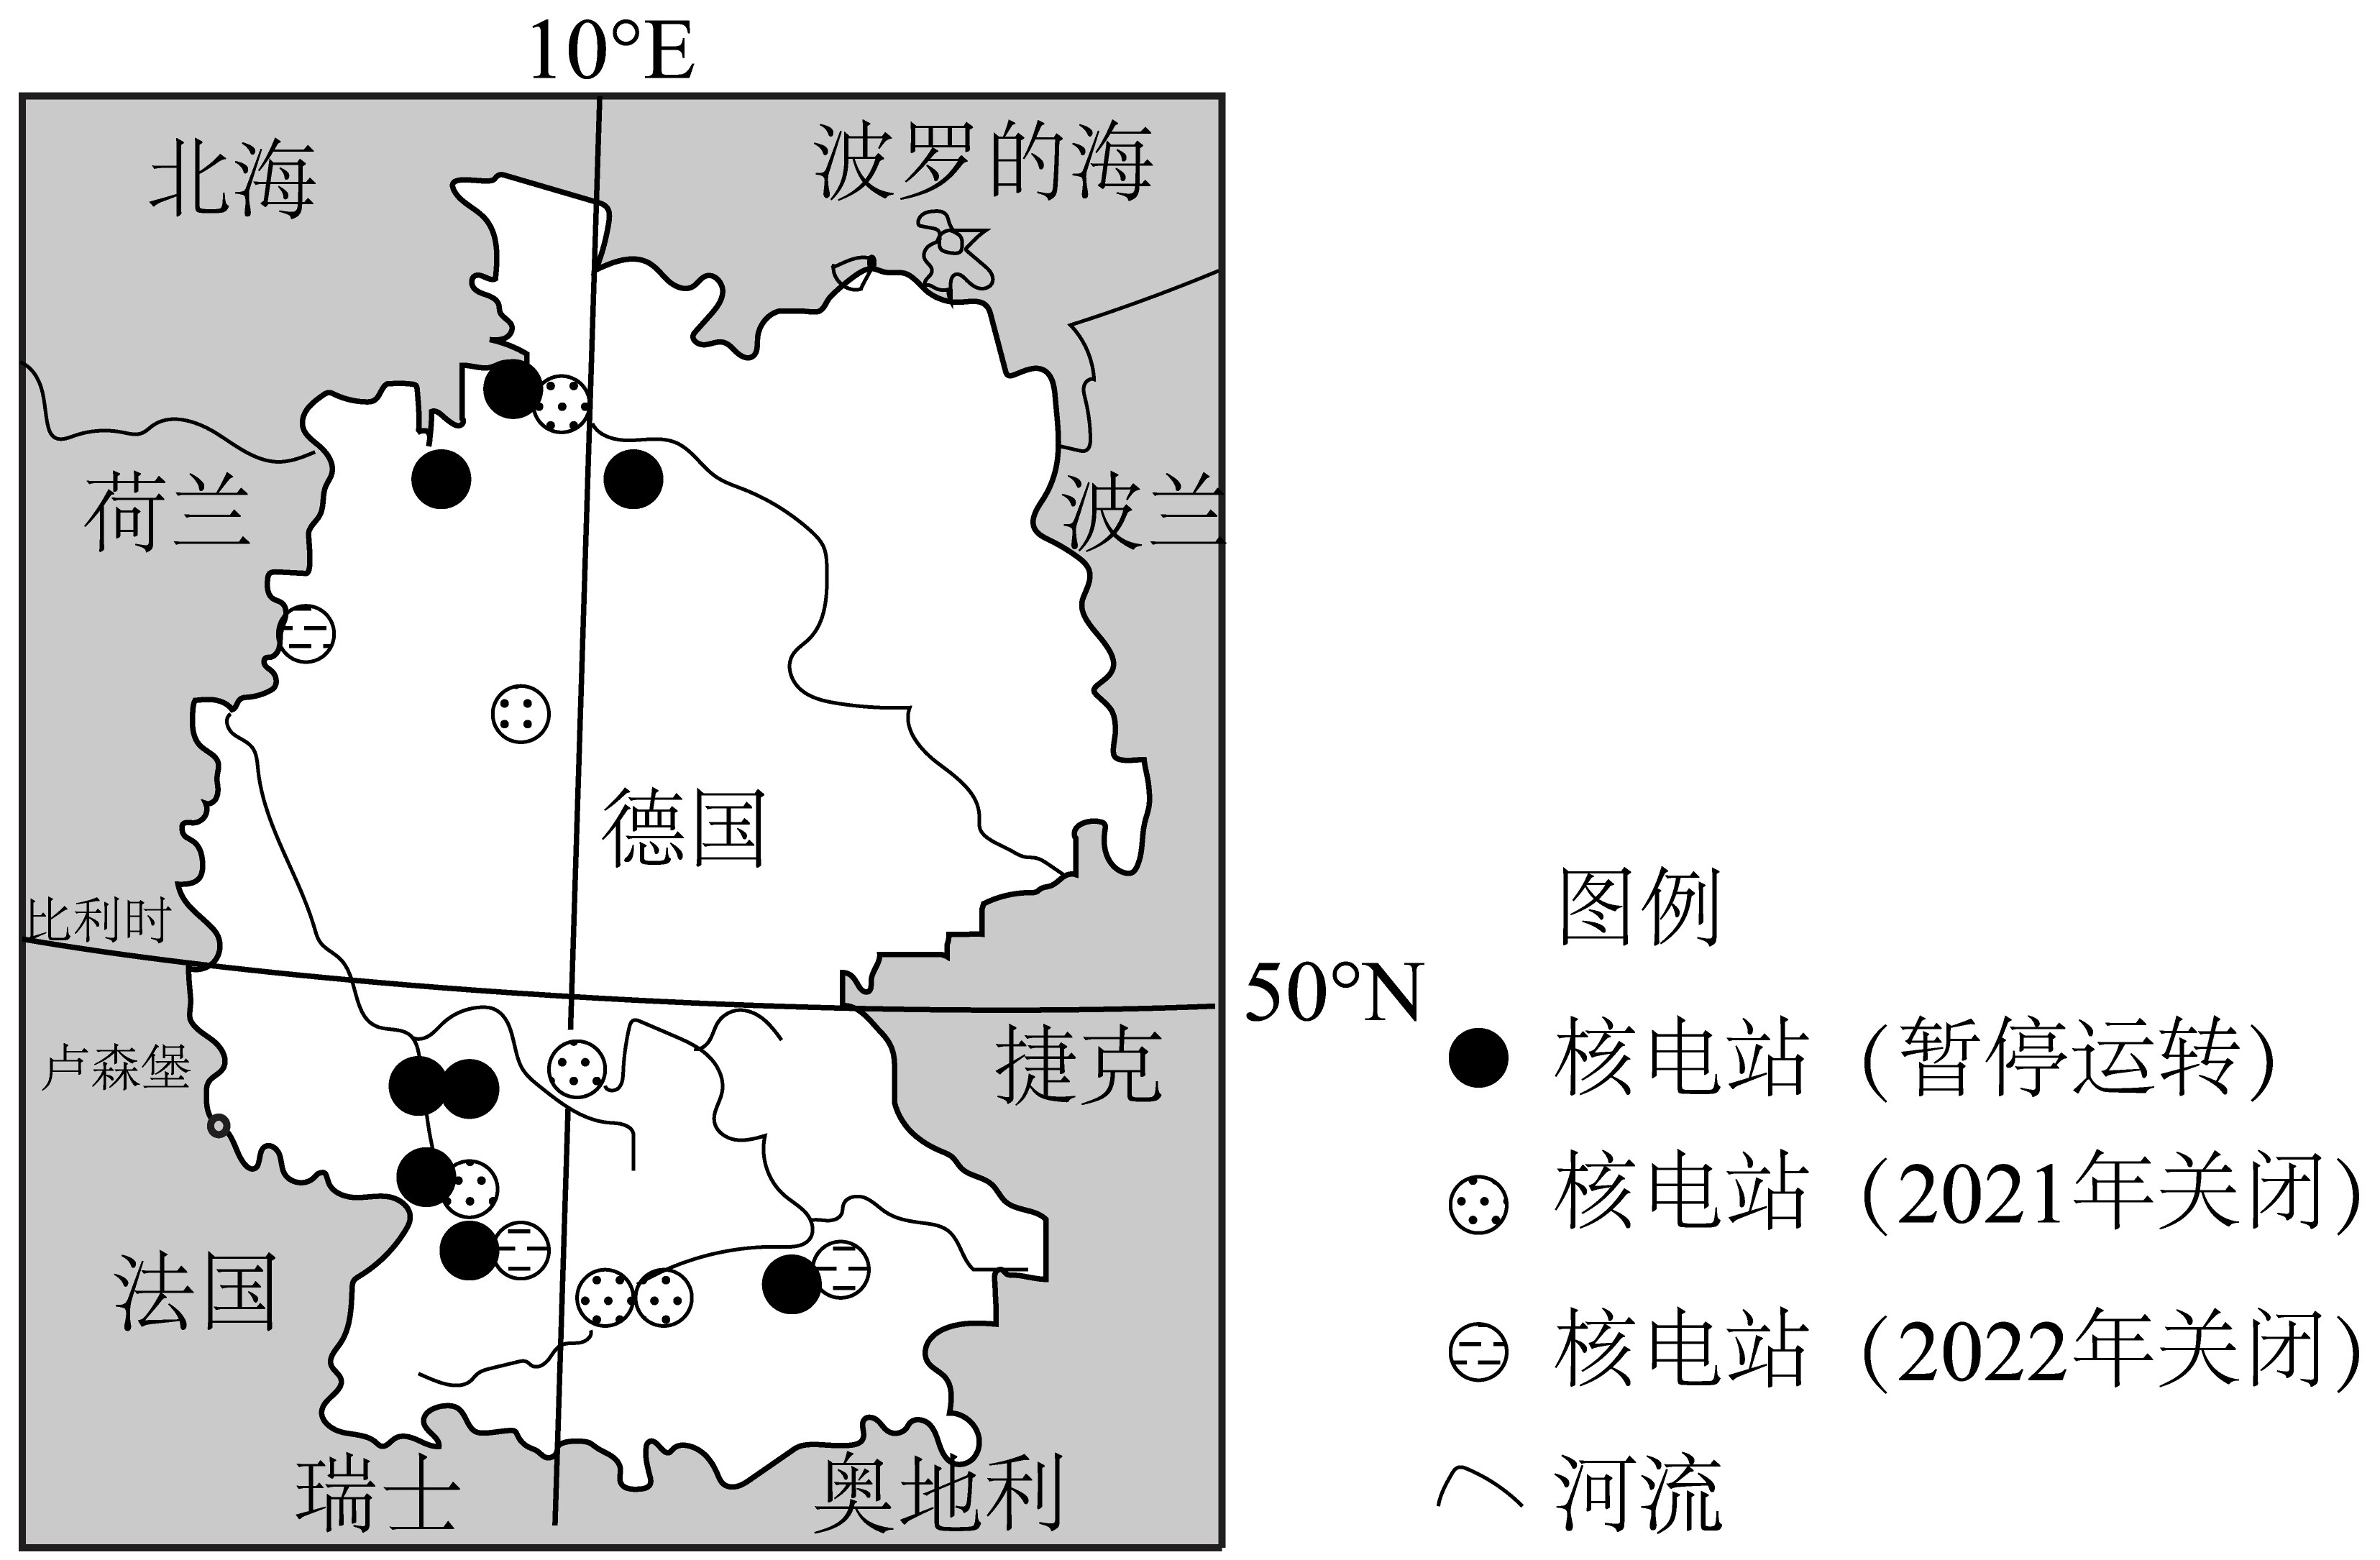 10°E
北海
波罗的海
荷兰
波兰
德国
比利时
50°N
卢森堡
捷克
法国
瑞士
奥地利
图例
核电站（暂停运转）
核电站（2021年关闭）
核电站（2022年关闭）
河流